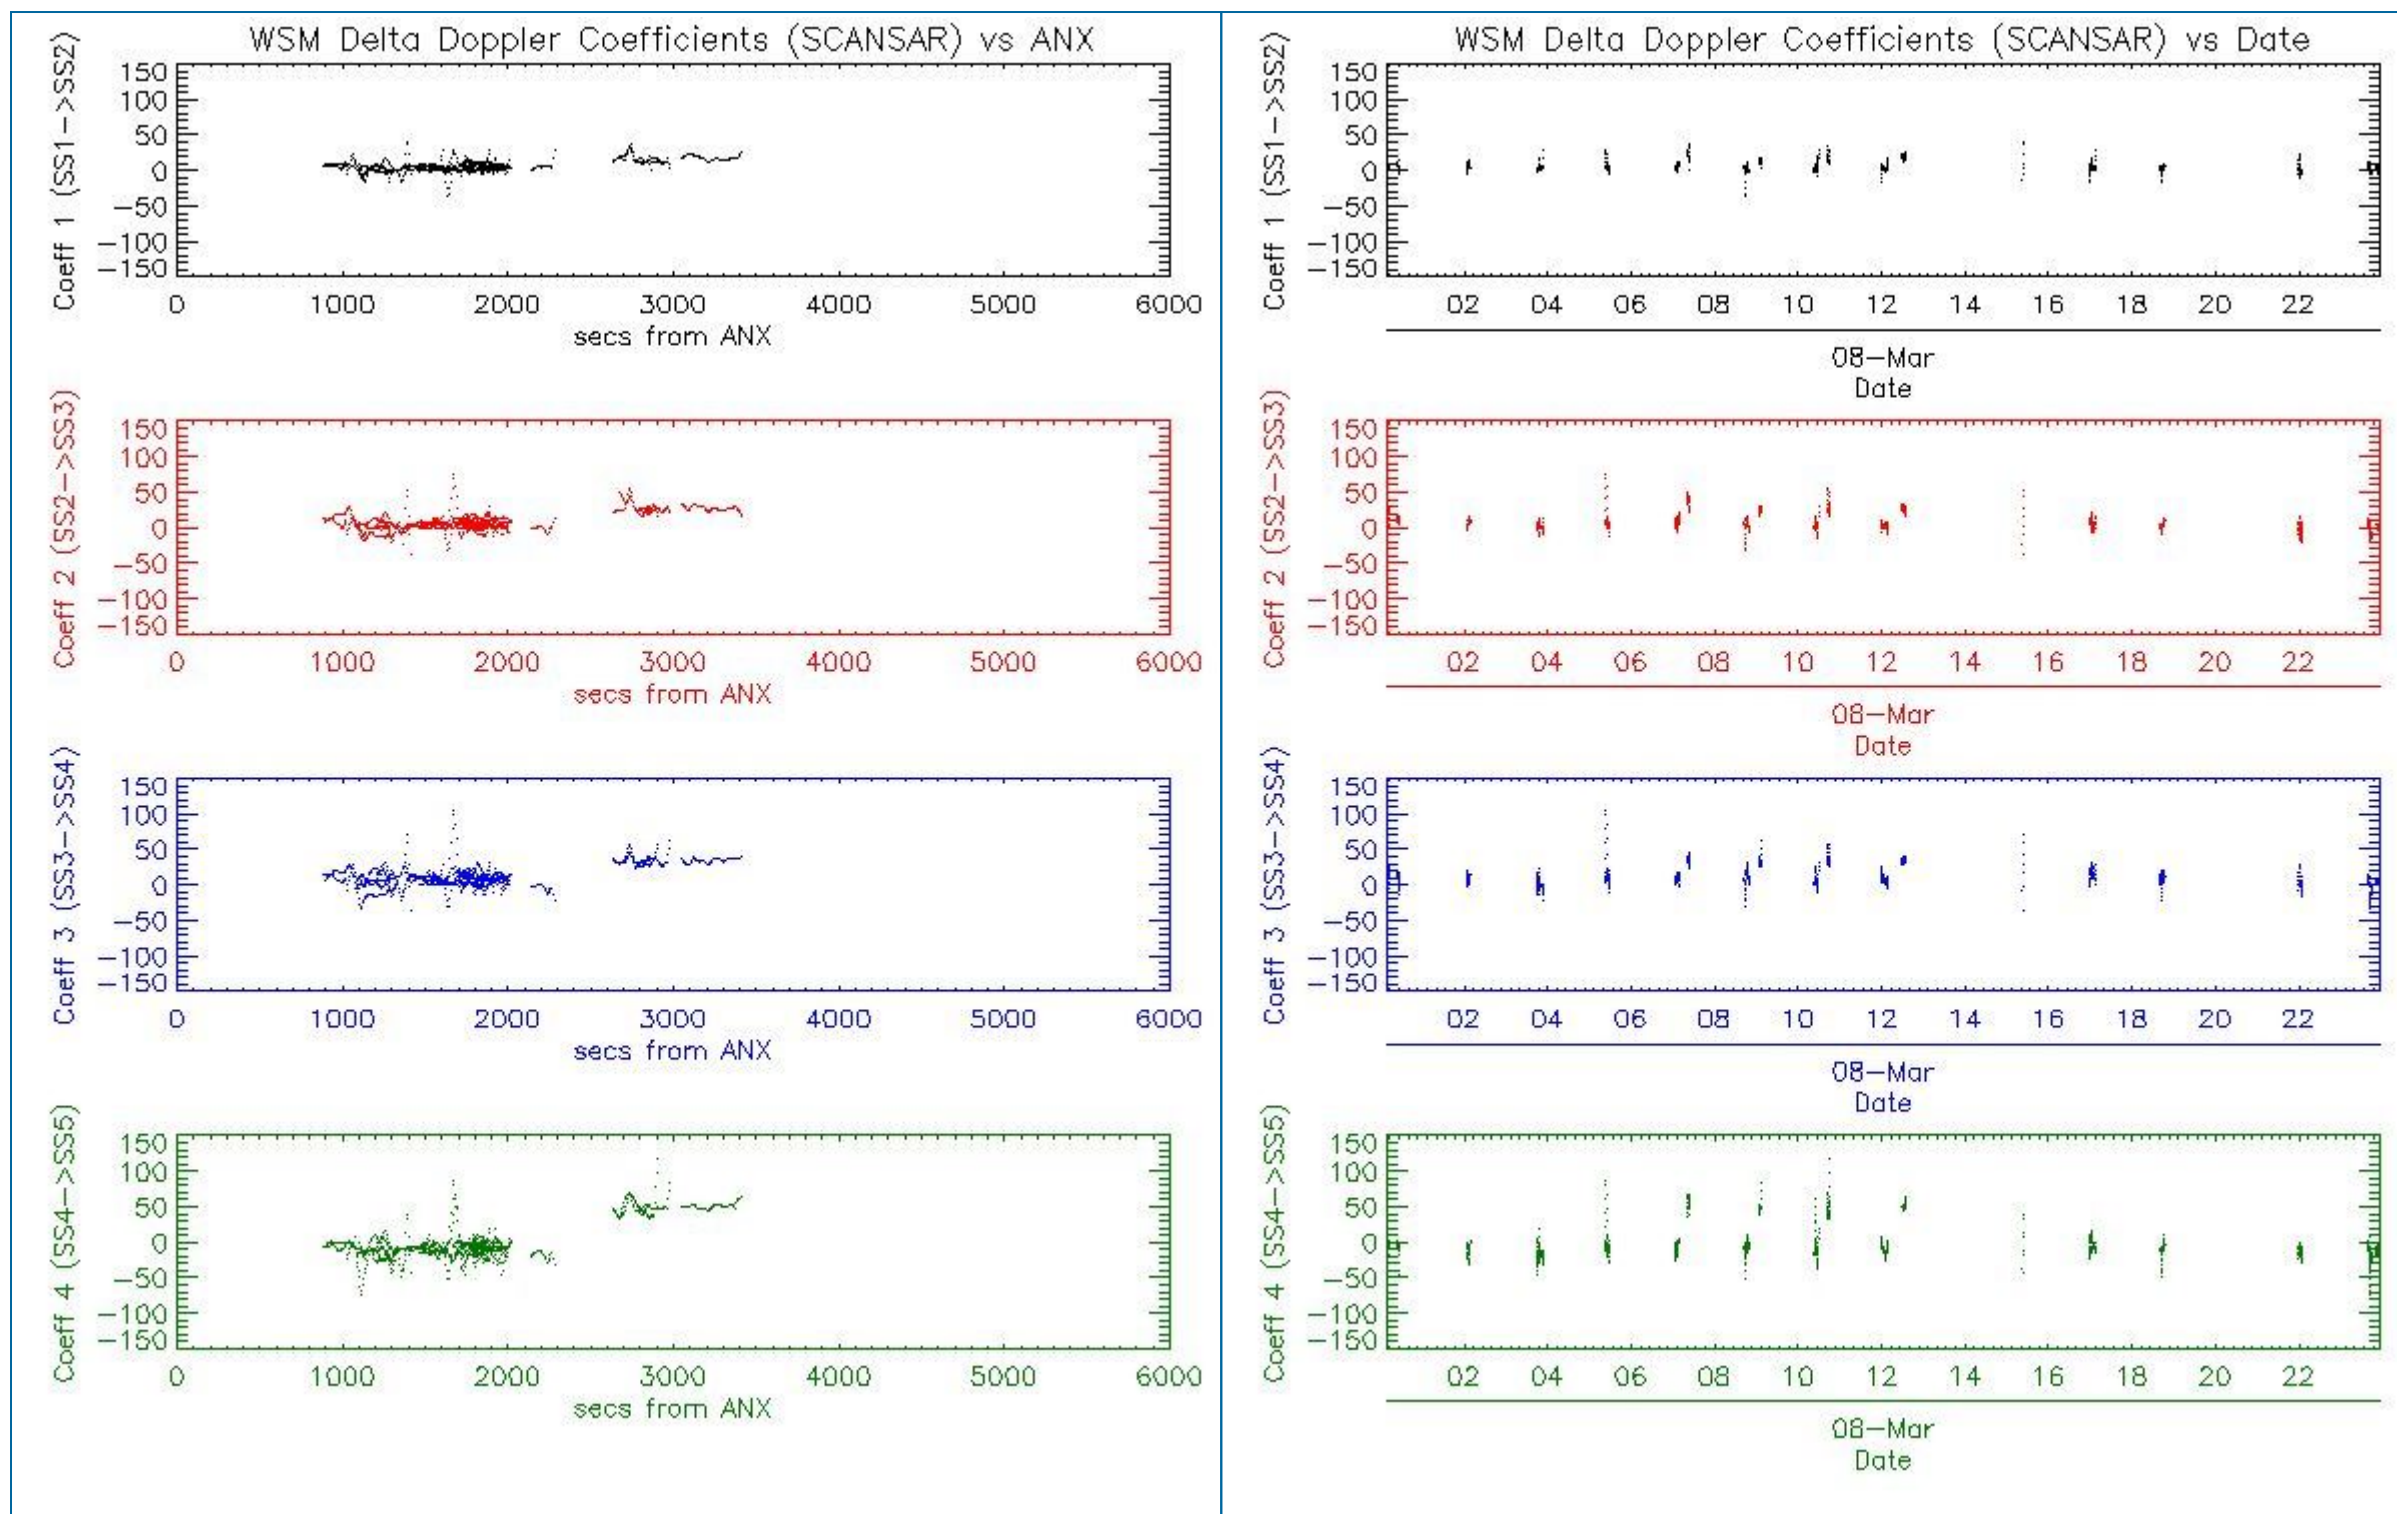 WSM Delta Doppler Coefficients (SCANSAR) vs ANX
Coeff 1 (SS1->SS2)
150
100
50
0
-50
-100
-150
0 1000 2000 3000 4000 5000 6000
secs from ANX
Coeff 2 (SS2->SS3)
150
100
50
0
-50
-100
-150
0 1000 2000 3000 4000 5000 6000
secs from ANX
Coeff 3 (SS3->SS4)
150
100
50
0
-50
-100
-150
0 1000 2000 3000 4000 5000 6000
secs from ANX
Coeff 4 (SS4->SS5)
150
100
50
0
-50
-100
-150
0 1000 2000 3000 4000 5000 6000
secs from ANX
WSM Delta Doppler Coefficients (SCANSAR) vs Date
Coeff 1 (SS1->SS2)
150
100
50
0
-50
-100
-150
02 04 06 08 10 12 14 16 18 20 22
08-Mar
Date
Coeff 2 (SS2->SS3)
150
100
50
0
-50
-100
-150
02 04 06 08 10 12 14 16 18 20 22
08-Mar
Date
Coeff 3 (SS3->SS4)
150
100
50
0
-50
-100
-150
02 04 06 08 10 12 14 16 18 20 22
08-Mar
Date
Coeff 4 (SS4->SS5)
150
100
50
0
-50
-100
-150
02 04 06 08 10 12 14 16 18 20 22
08-Mar
Date